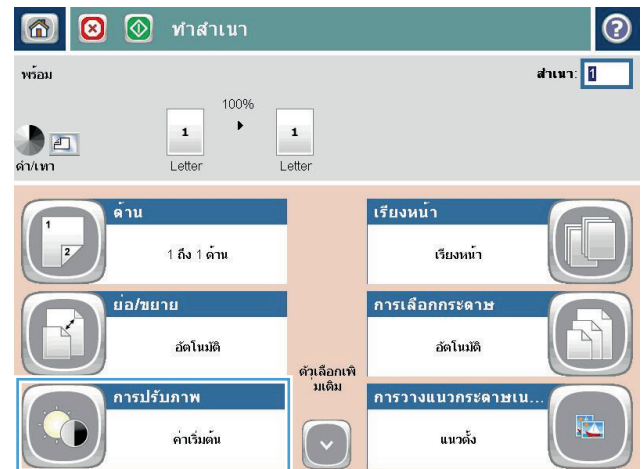 ทำสำเนา
พร้อม
สำเนา: 1
100%
1
1
ดำ/เทา
Letter
Letter
ด้าน
1
2
1 ถึง 1 ด้าน
เรียงหน้า
เรียงหน้า
ย่อ/ขยาย
อัตโนมัติ
การเลือกกระดาษ
อัตโนมัติ
ตัวเลือกเพิ
่มเติม
การปรับภาพ
ค่าเริ่มต้น
การวางแนวกระดาษเน...
แนวตั้ง